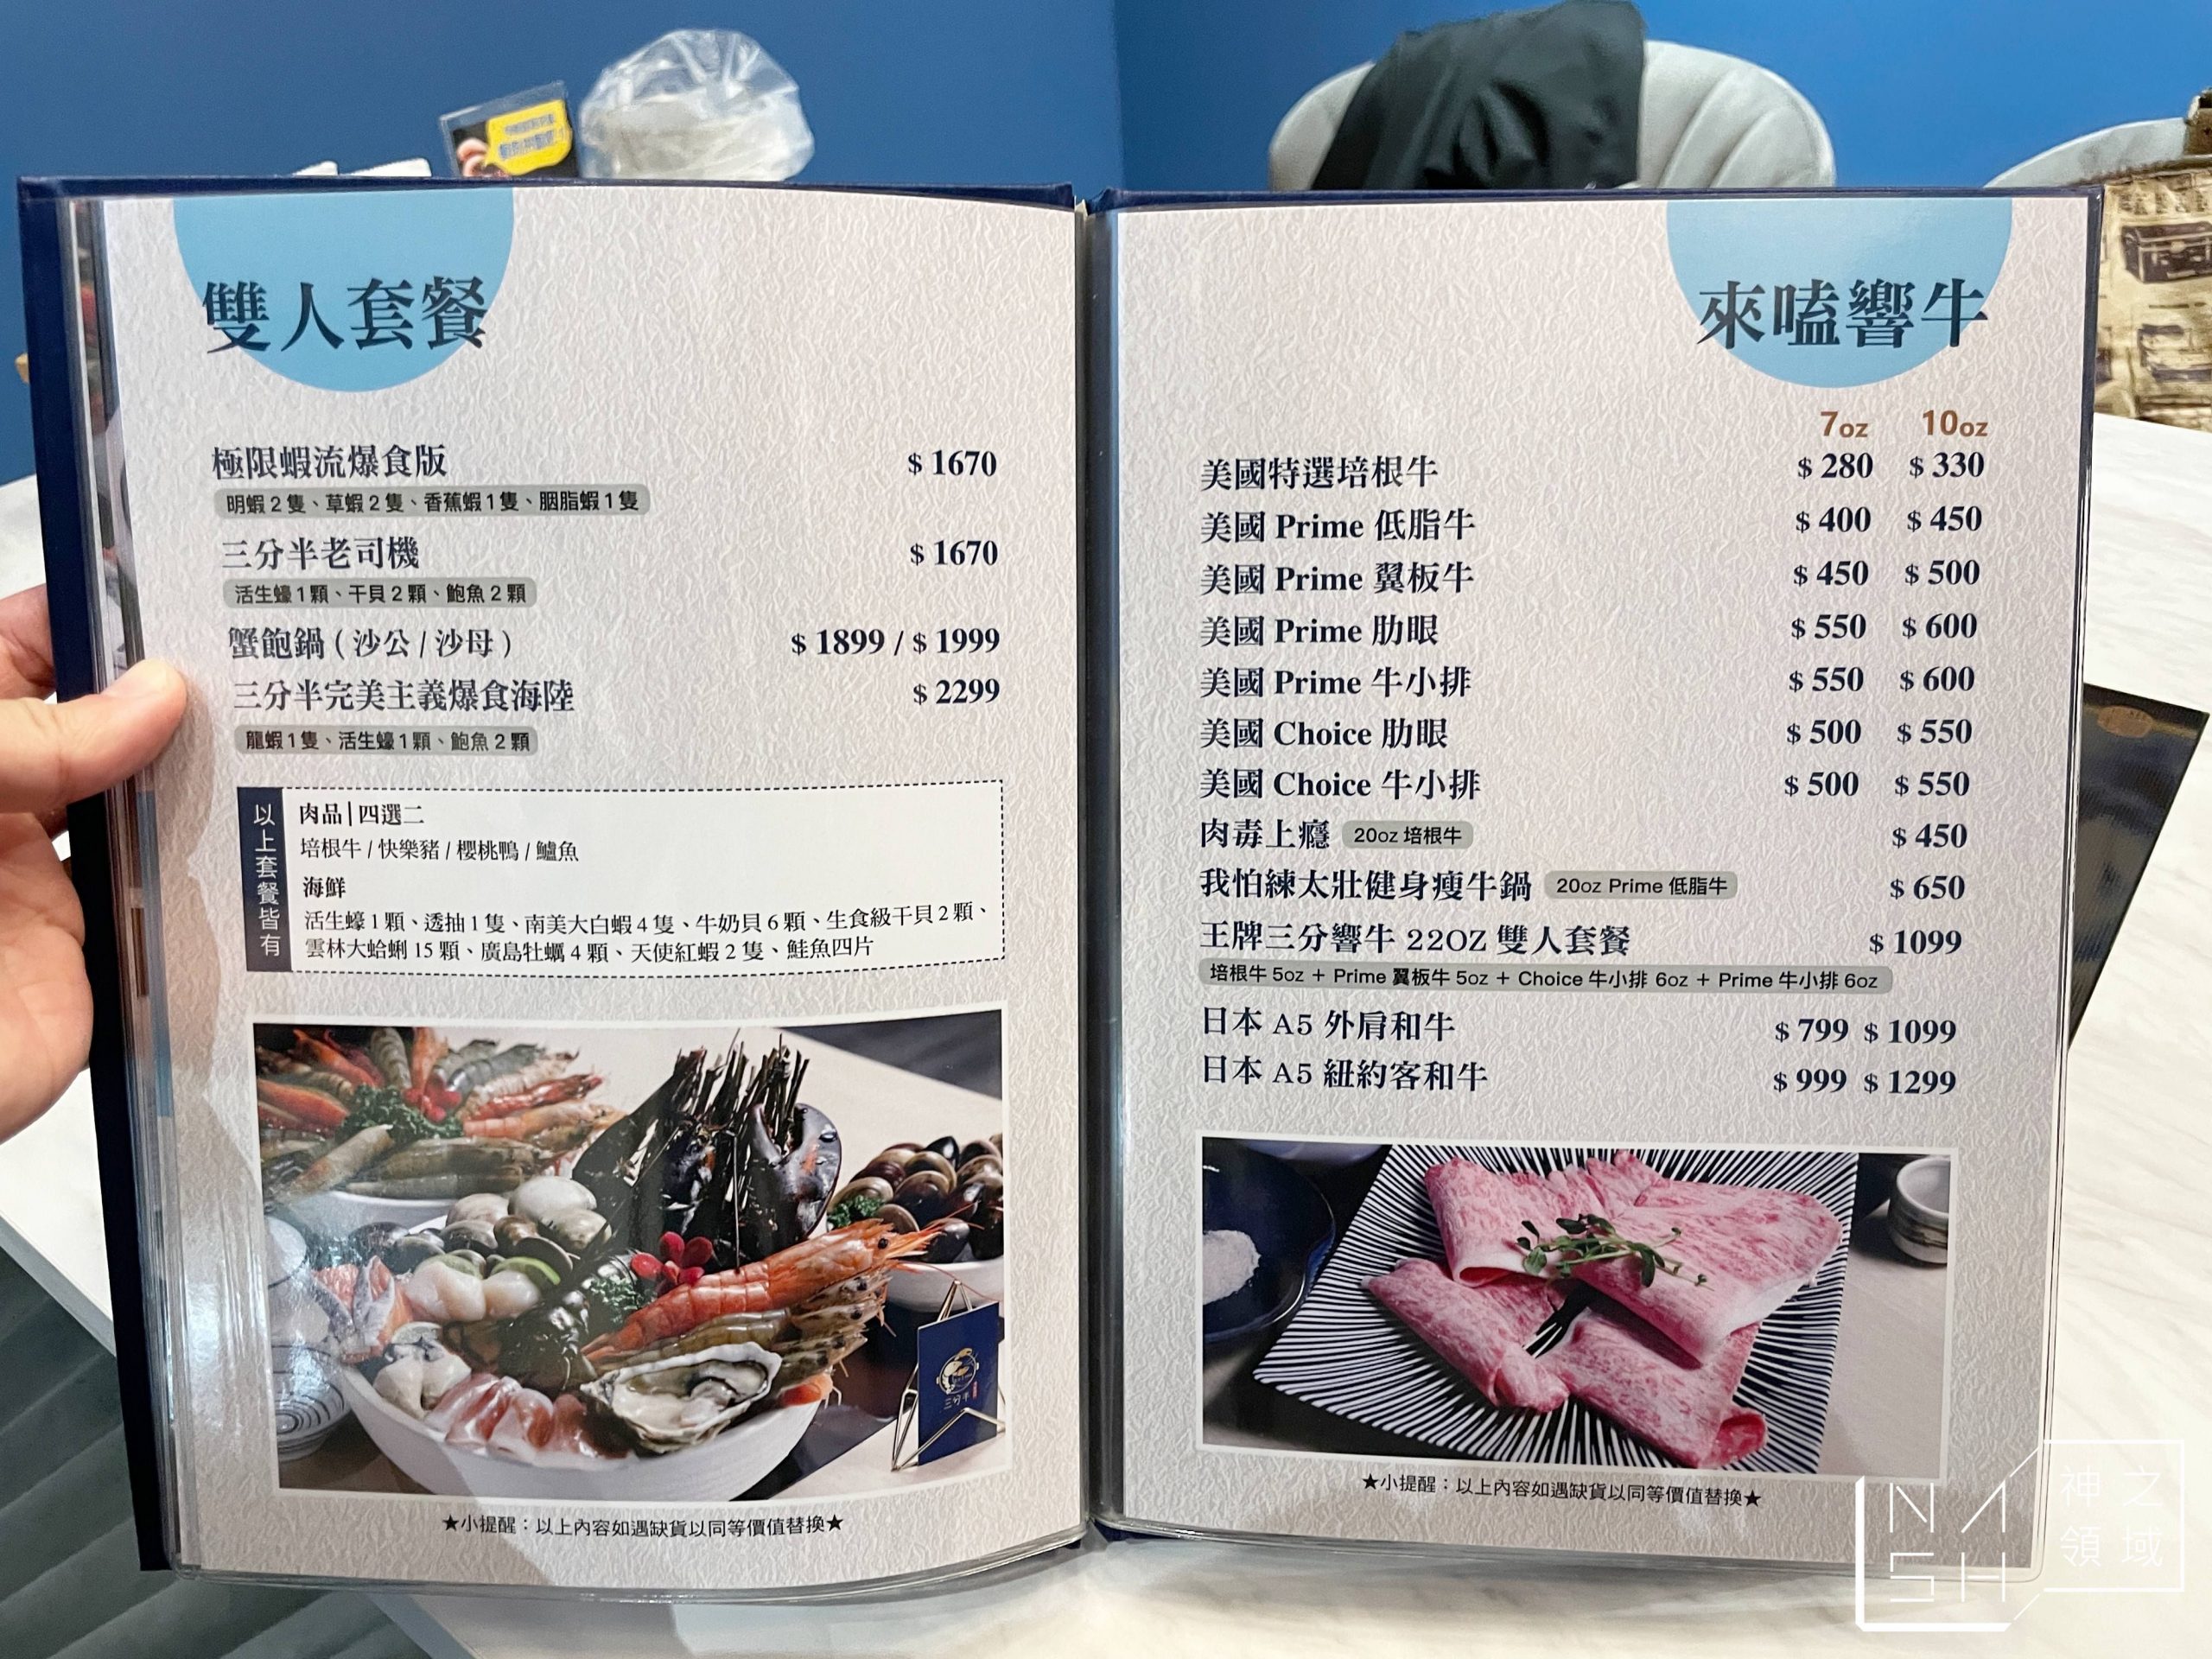 雙人套餐
極限蝦流爆食版 $ 1670
明蝦 2 隻、草蝦 2 隻、香蕉蝦 1 隻、胭脂蝦 1 隻
三分半老司機 $ 1670
活生蠔 1 顆、干貝 2 顆、鮑魚 2 顆
蟹飽鍋 ( 沙公 / 沙母 ) $ 1899 / $ 1999
三分半完美主義爆食海陸 $ 2299
龍蝦 1 隻、活生蠔 1 顆、鮑魚 2 顆
以上套餐皆有
肉品|四選二
培根牛 / 快樂豬 / 櫻桃鴨 / 鱸魚
海鮮
活生蠔 1 顆、透抽 1 隻、南美大白蝦 4 隻、牛奶貝 6 顆、生食級干貝 2 顆、
雲林大蛤蜊 15 顆、廣島牡蠣 4 顆、天使紅蝦 2 隻、鮭魚四片
三分半
★小提醒：以上內容如遇缺貨以同等價值替換★
來嗑響牛
7oz 10oz
美國特選培根牛 $ 280 $ 330
美國 Prime 低脂牛 $ 400 $ 450
美國 Prime 翼板牛 $ 450 $ 500
美國 Prime 肋眼 $ 550 $ 600
美國 Prime 牛小排 $ 550 $ 600
美國 Choice 肋眼 $ 500 $ 550
美國 Choice 牛小排 $ 500 $ 550
肉毒上癮 20oz 培根牛 $ 450
我怕練太壯健身瘦牛鍋 20oz Prime 低脂牛 $ 650
王牌三分響牛 22OZ 雙人套餐 $ 1099
培根牛 5oz + Prime 翼板牛 5oz + Choice 牛小排 6oz + Prime 牛小排 6oz
日本 A5 外肩和牛 $ 799 $ 1099
日本 A5 紐約客和牛 $ 999 $ 1299
★小提醒：以上內容如遇缺貨以同等價值替換★
NASH
神之領域